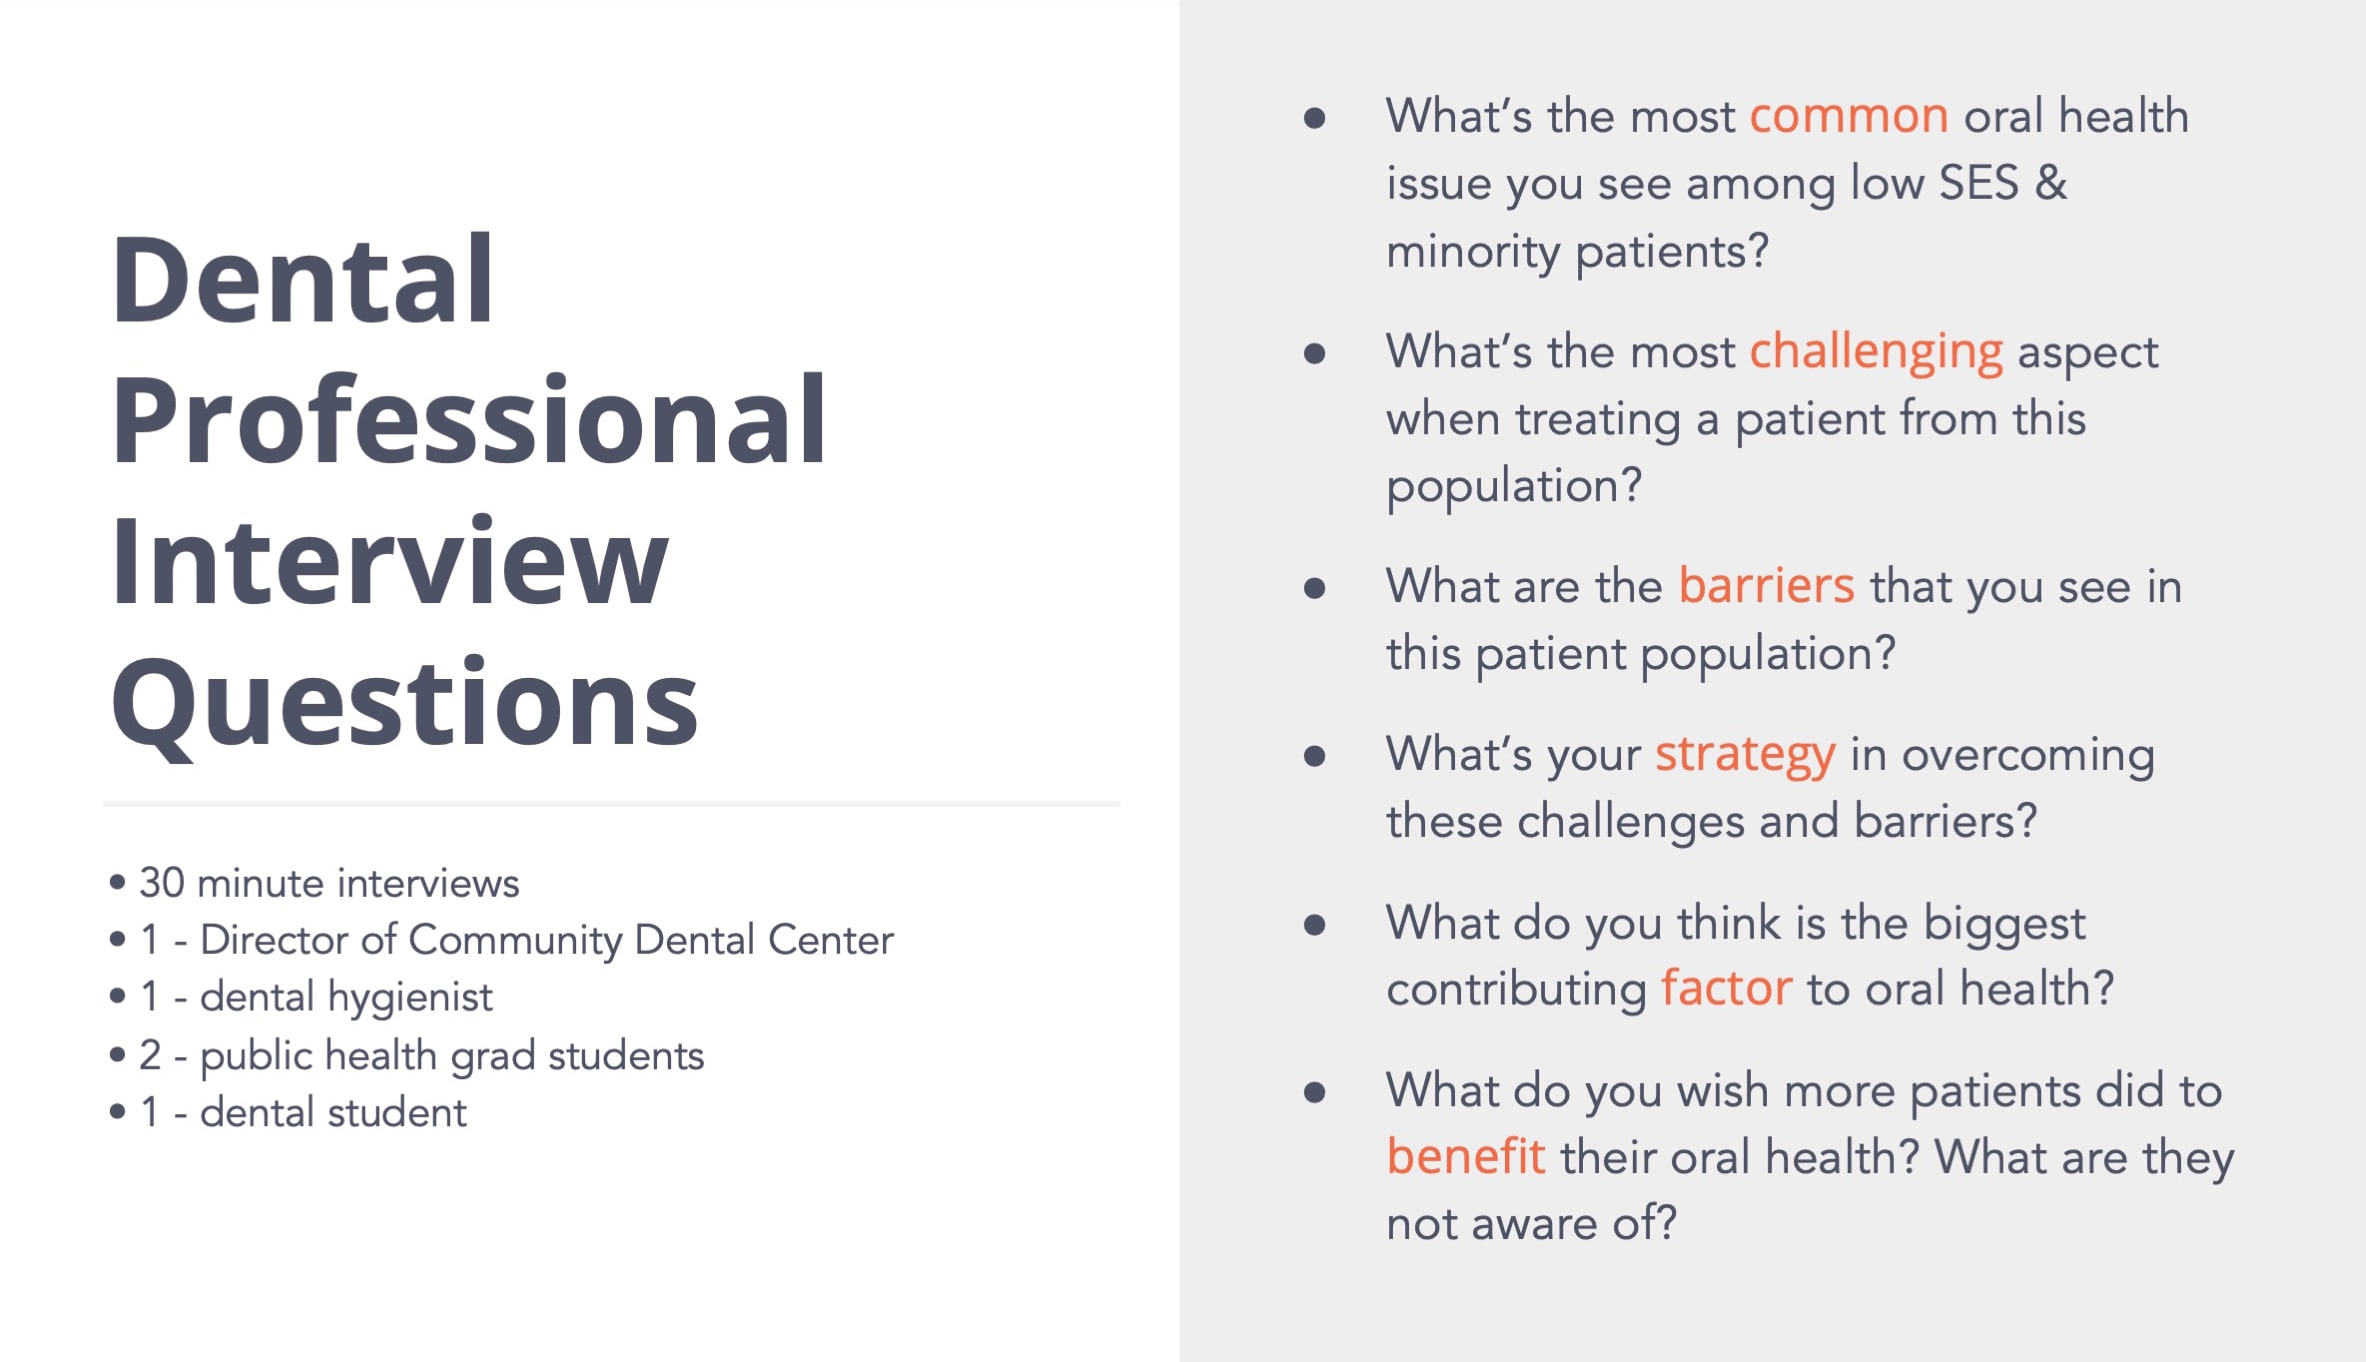 Dental
Professional
Interview
Questions
• 30 minute interviews
• 1 - Director of Community Dental Center
• 1 - dental hygienist
• 2 - public health grad students
• 1 - dental student
● What’s the most common oral health
issue you see among low SES &
minority patients?
● What’s the most challenging aspect
when treating a patient from this
population?
● What are the barriers that you see in
this patient population?
● What’s your strategy in overcoming
these challenges and barriers?
● What do you think is the biggest
contributing factor to oral health?
● What do you wish more patients did to
benefit their oral health? What are they
not aware of?